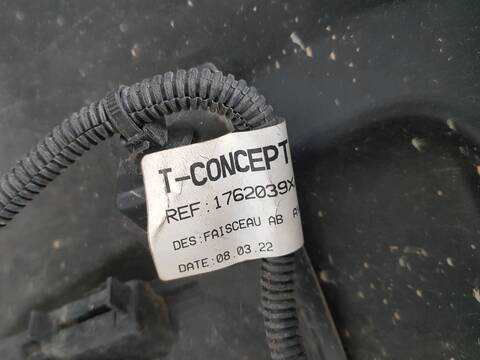 T-CONCEPT
REF:1762039X
DES:FAISCEAU AB A
DATE:08.03.22